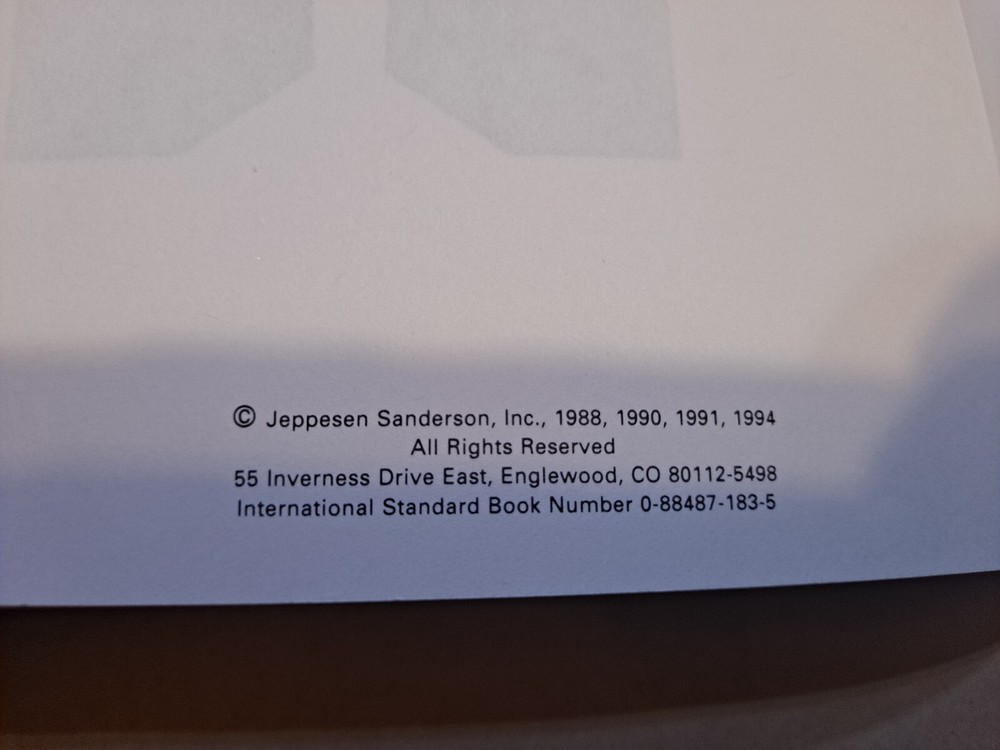 © Jeppesen Sanderson, Inc., 1988, 1990, 1991, 1994
All Rights Reserved
55 Inverness Drive East, Englewood, CO 80112-5498
International Standard Book Number 0-88487-183-5